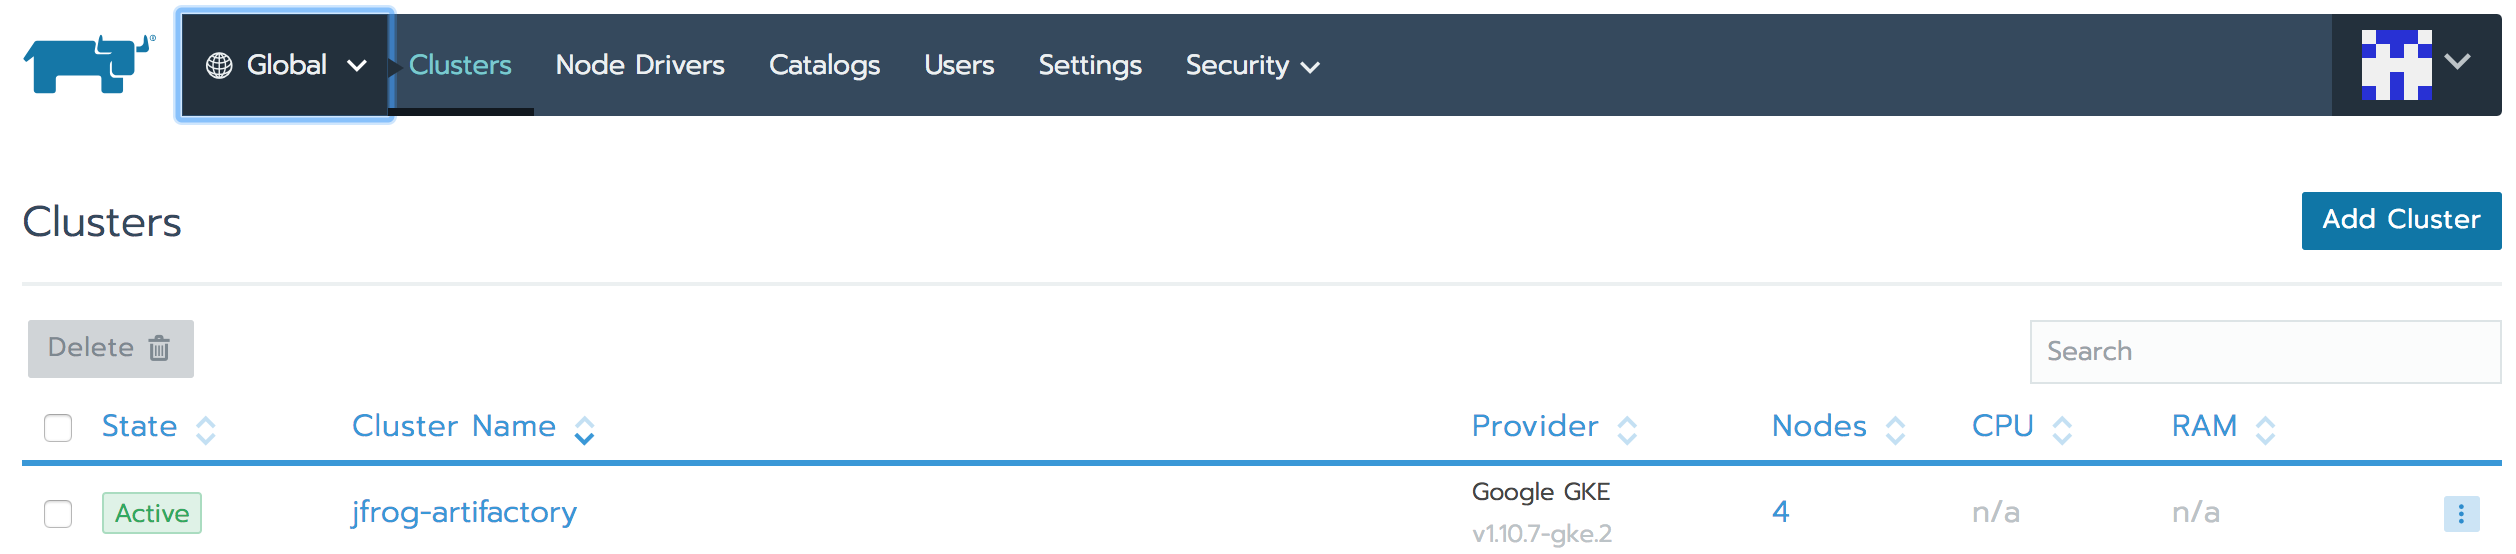 Global Clusters Node Drivers Catalogs Users Settings Security
Clusters
Add Cluster
Delete
Search
State Cluster Name Provider Nodes CPU RAM
Active jfrog-artifactory Google GKE 4 n/a n/a
v1.10.7-gke.2